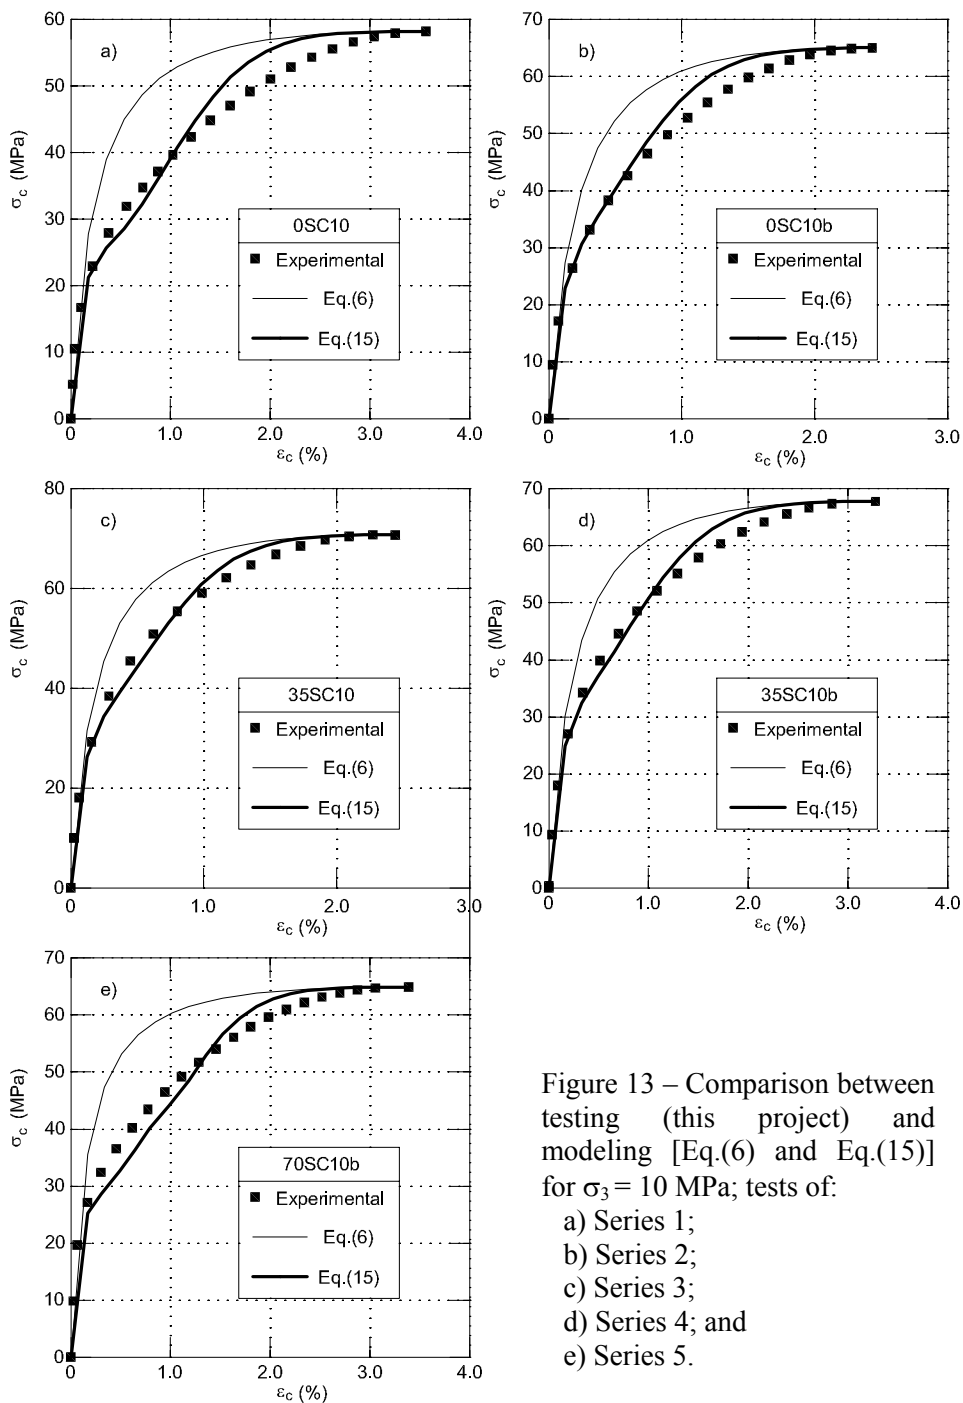 60
50
40
30
20
10
0
σc (MPa)
a)
0SC10
Experimental
Eq.(6)
Eq.(15)
0
1.0
2.0
3.0
4.0
εc (%)
70
60
50
40
30
20
10
0
σc (MPa)
b)
0SC10b
Experimental
Eq.(6)
Eq.(15)
0
1.0
2.0
3.0
εc (%)
80
60
40
20
0
σc (MPa)
c)
35SC10
Experimental
Eq.(6)
Eq.(15)
0
1.0
2.0
3.0
εc (%)
70
60
50
40
30
20
10
0
σc (MPa)
d)
35SC10b
Experimental
Eq.(6)
Eq.(15)
0
1.0
2.0
3.0
4.0
εc (%)
70
60
50
40
30
20
10
0
σc (MPa)
e)
70SC10b
Experimental
Eq.(6)
Eq.(15)
0
1.0
2.0
3.0
4.0
εc (%)
Figure 13 – Comparison between
testing (this project) and
modeling [Eq.(6) and Eq.(15)]
for σ3 = 10 MPa; tests of:
a) Series 1;
b) Series 2;
c) Series 3;
d) Series 4; and
e) Series 5.